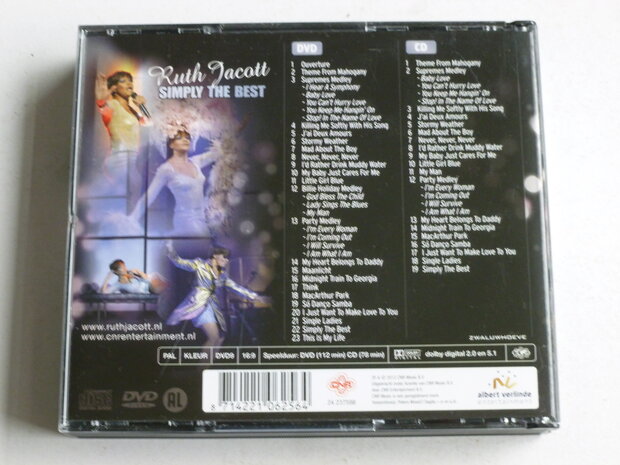 Ruth Jacott
SIMPLY THE BEST
www.ruthjacott.nl
www.cnrentertainment.nl
DVD
1 Ouverture
2 Theme From Mahogany
3 Supremes Medley
- I Hear A Symphony
- Baby Love
- You Can't Hurry Love
- You Keep Me Hangin' On
- Stop! In The Name Of Love
4 Killing Me Softly With His Song
5 J'ai Deux Amours
6 Stormy Weather
7 Mad About The Boy
8 Never, Never, Never
9 I'd Rather Drink Muddy Water
10 My Baby Just Cares For Me
11 Little Girl Blue
12 Billie Holiday Medley
- God Bless The Child
- Lady Sings The Blues
- My Man
13 Party Medley
- I'm Every Woman
- I'm Coming Out
- I Will Survive
- I Am What I Am
14 My Heart Belongs To Daddy
15 Maanlicht
16 Midnight Train To Georgia
17 Think
18 MacArthur Park
19 Só Danço Samba
20 I Just Want To Make Love To You
21 Single Ladies
22 Simply The Best
23 This Is My Life
CD
1 Theme From Mahogany
2 Supremes Medley
- Baby Love
- You Can't Hurry Love
- You Keep Me Hangin' On
- Stop! In The Name Of Love
3 Killing Me Softly With His Song
4 J'ai Deux Amours
5 Stormy Weather
6 Mad About The Boy
7 Never, Never, Never
8 I'd Rather Drink Muddy Water
9 My Baby Just Cares For Me
10 Little Girl Blue
11 My Man
12 Party Medley
- I'm Every Woman
- I'm Coming Out
- I Will Survive
- I Am What I Am
13 My Heart Belongs To Daddy
14 Midnight Train To Georgia
15 MacArthur Park
16 Só Danço Samba
17 I Just Want To Make Love To You
18 Single Ladies
19 Simply The Best
ZWALUWHOEVE
PAL KLEUR DVD9 16:9 Speelduur: DVD (112 min) CD (78 min) dolby digital 2.0 en 5.1
DVD
AL
8 714221 062564
CNR
albert verlinde
entertainment